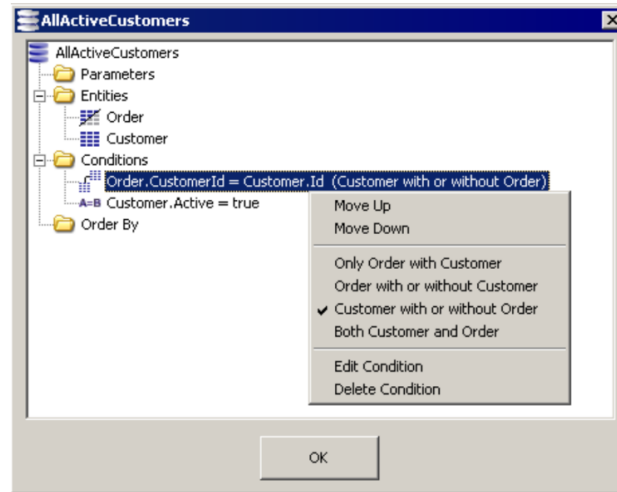 AllActiveCustomers
AllActiveCustomers
Parameters
Entities
Order
Customer
Conditions
Order.CustomerId = Customer.Id (Customer with or without Order)
A=B Customer.Active = true
Order By
Move Up
Move Down
Only Order with Customer
Order with or without Customer
Customer with or without Order
Both Customer and Order
Edit Condition
Delete Condition
OK